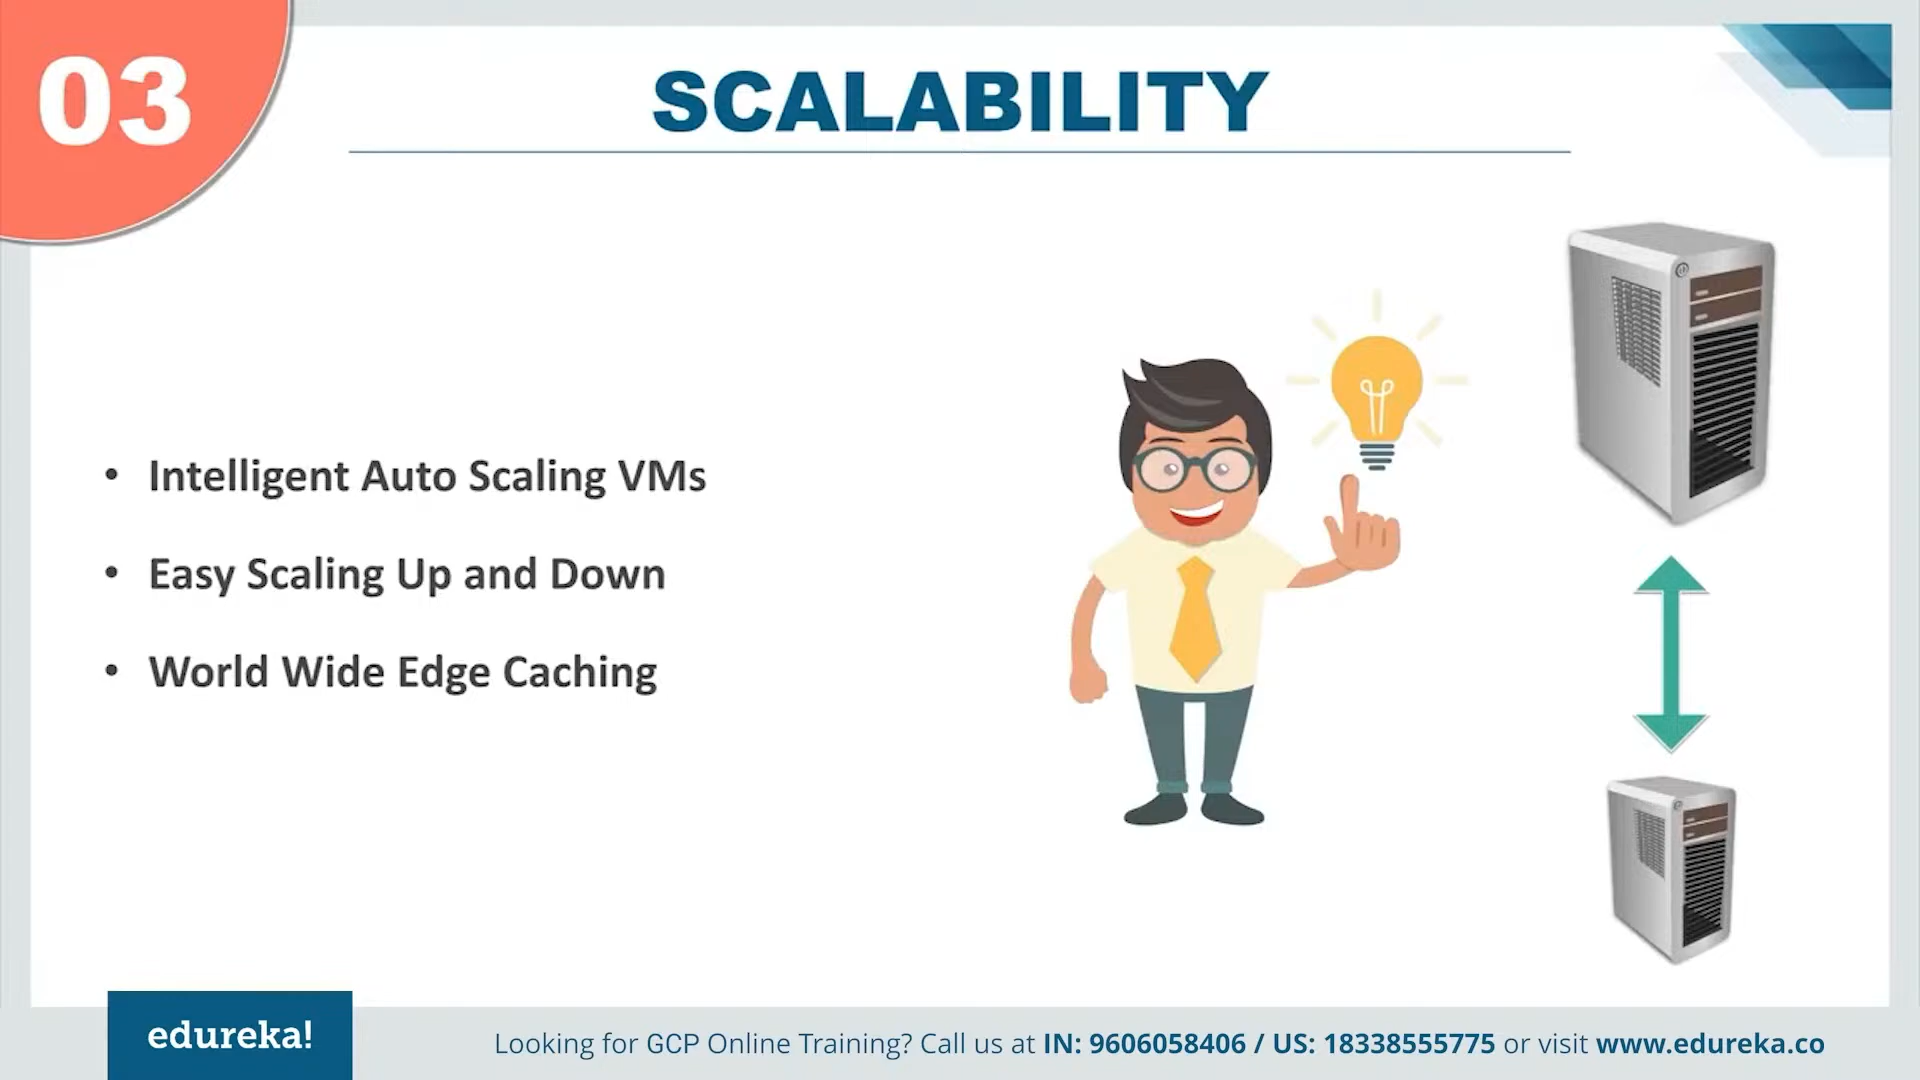 03
SCALABILITY
• Intelligent Auto Scaling VMs
• Easy Scaling Up and Down
• World Wide Edge Caching
edureka!
Looking for GCP Online Training? Call us at IN: 9606058406 / US: 18338555775 or visit www.edureka.co